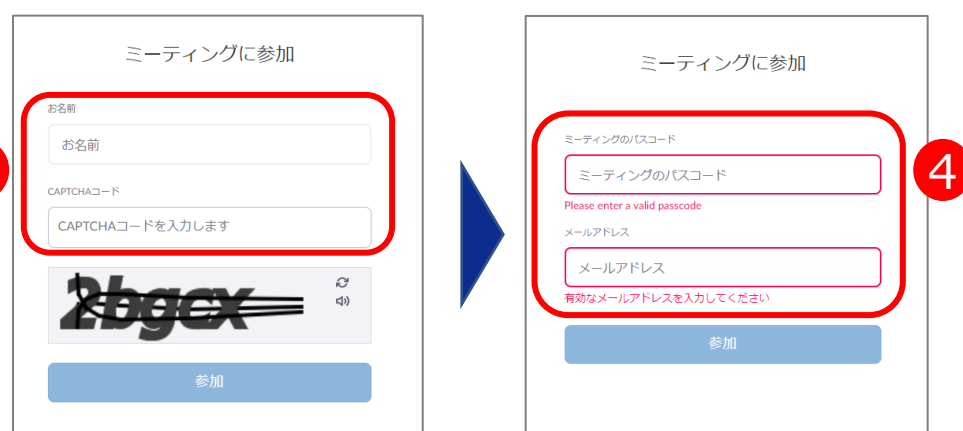 ミーティングに参加
お名前
お名前
CAPTCHAコード
CAPTCHAコードを入力します
2bgcx
参加
ミーティングに参加
ミーティングのパスコード
ミーティングのパスコード
Please enter a valid passcode
メールアドレス
メールアドレス
有効なメールアドレスを入力してください
参加
4